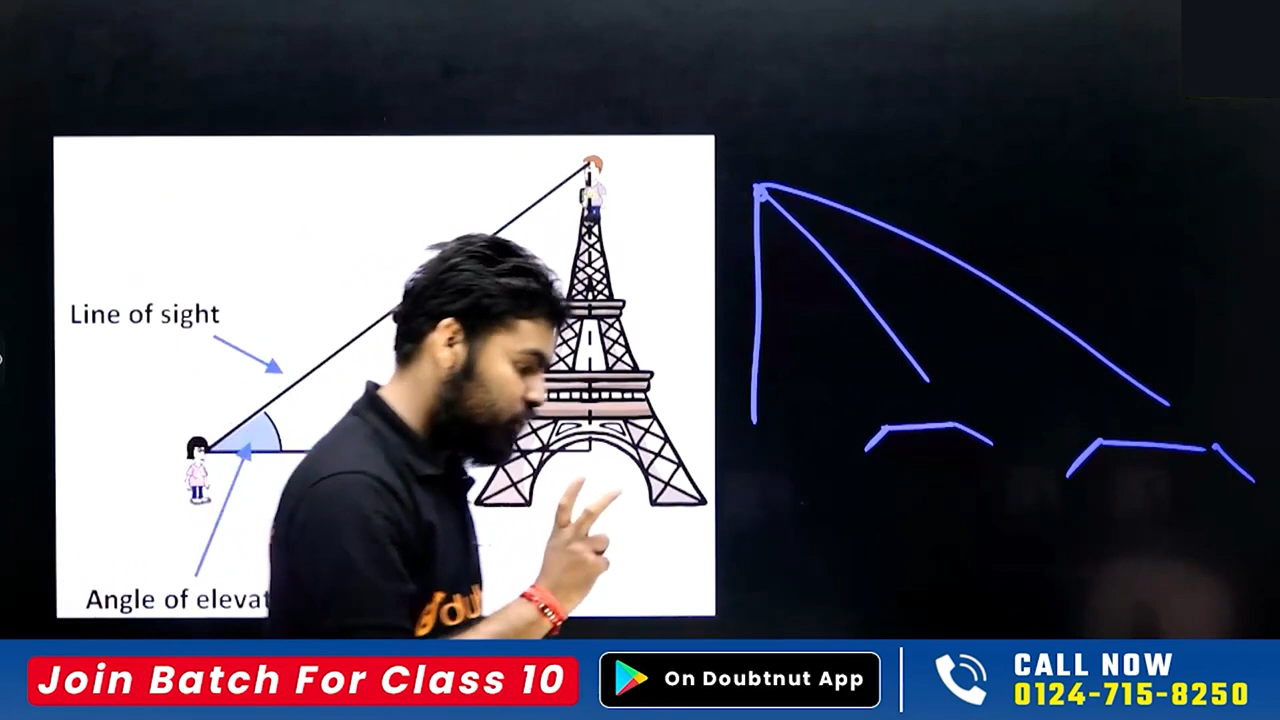 Line of sight
Angle of elevat
dou
Join Batch For Class 10
On Doubtnut App
CALL NOW
0124-715-8250